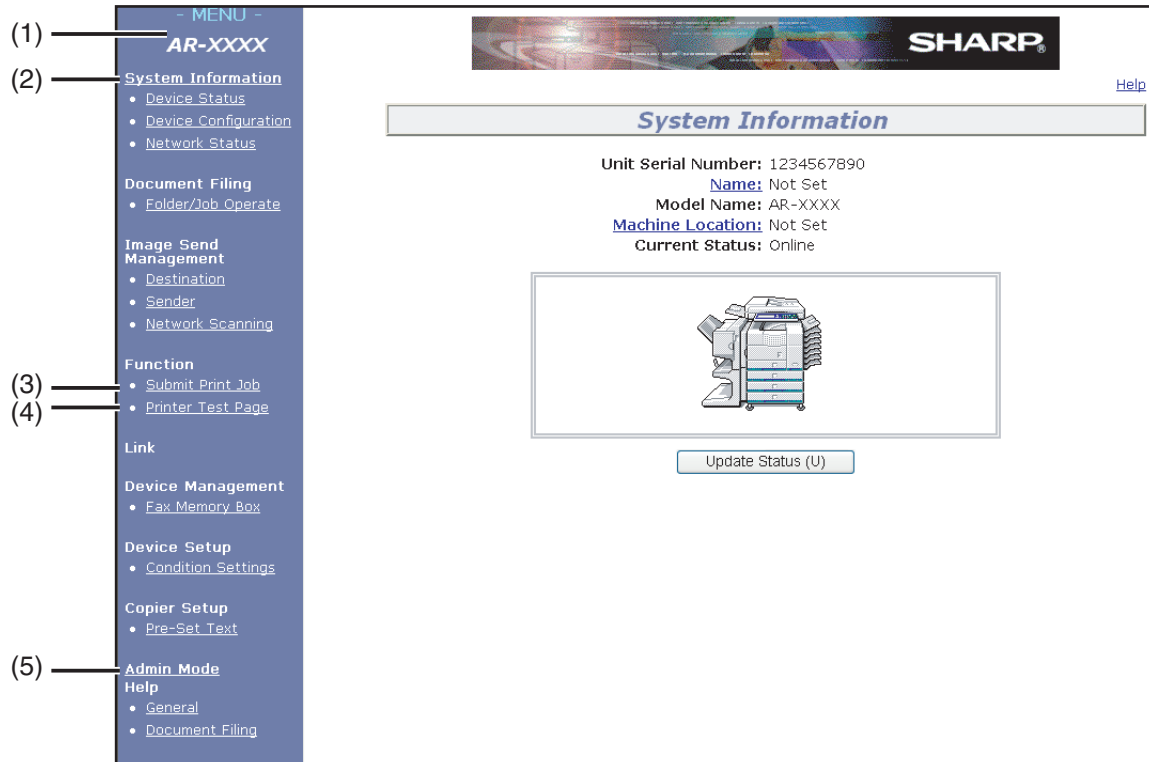 - MENU -
(1)
AR-XXXX
(2)
System Information
• Device Status
• Device Configuration
• Network Status
Document Filing
• Folder/Job Operate
Image Send
Management
• Destination
• Sender
• Network Scanning
Function
(3)
• Submit Print Job
(4)
• Printer Test Page
Link
Device Management
• Fax Memory Box
Device Setup
• Condition Settings
Copier Setup
• Pre-Set Text
(5)
Admin Mode
Help
• General
• Document Filing
SHARP®
Help
System Information
Unit Serial Number: 1234567890
Name: Not Set
Model Name: AR-XXXX
Machine Location: Not Set
Current Status: Online
Update Status (U)